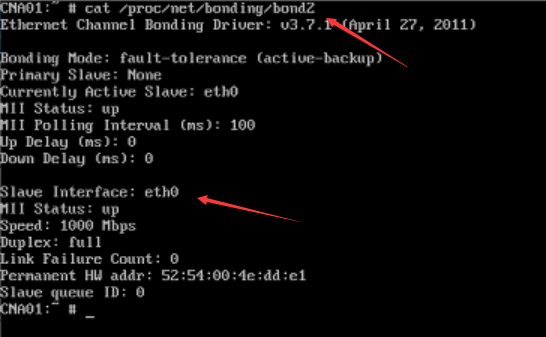 CNA01:~ # cat /proc/net/bonding/bond2
Ethernet Channel Bonding Driver: v3.7.1 (April 27, 2011)
Bonding Mode: fault-tolerance (active-backup)
Primary Slave: None
Currently Active Slave: eth0
MII Status: up
MII Polling Interval (ms): 100
Up Delay (ms): 0
Down Delay (ms): 0
Slave Interface: eth0
MII Status: up
Speed: 1000 Mbps
Duplex: full
Link Failure Count: 0
Permanent HW addr: 52:54:00:4e:dd:e1
Slave queue ID: 0
CNA01:~ # _